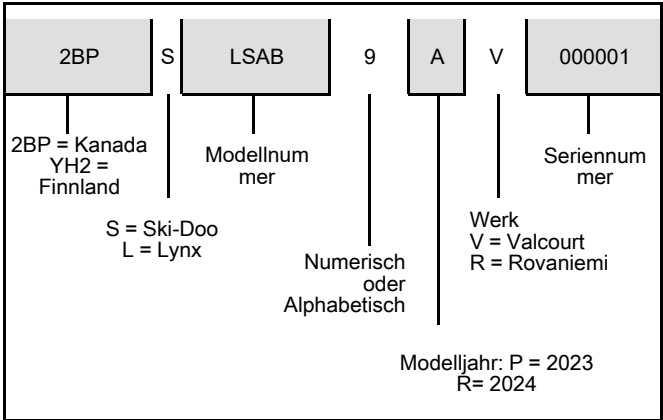 2BP S LSAB 9 A V 000001
2BP = Kanada
YH2 =
Finnland
Modellnum
mer
Seriennum
mer
S = Ski-Doo
L = Lynx
Werk
V = Valcourt
R = Rovaniemi
Numerisch
oder
Alphabetisch
Modelljahr: P = 2023
R= 2024